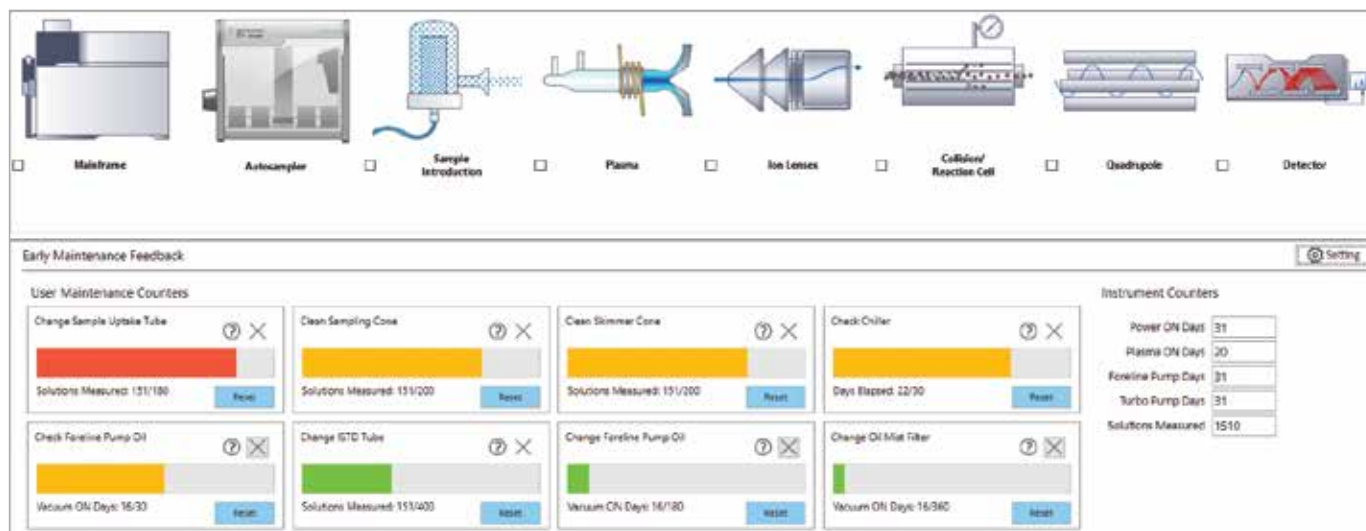 Mainframe
Autosampler
Sample
Introduction
Plasma
Ion Lenses
Collision/
Reaction Cell
Quadrupole
Detector
Early Maintenance Feedback
Setting
User Maintenance Counters
Instrument Counters
Change Sample Uptake Tube
Solutions Measured: 151/180
Reset
Clean Sampling Cone
Solutions Measured: 151/200
Reset
Clean Skimmer Cone
Solutions Measured: 151/200
Reset
Check Chiller
Days Elapsed: 22/30
Reset
Power ON Days 31
Plasma ON Days 20
Foreline Pump Days 31
Turbo Pump Days 31
Solutions Measured 1510
Check Foreline Pump Oil
Vacuum ON Days: 16/30
Reset
Change ISTD Tube
Solutions Measured: 151/400
Reset
Change Foreline Pump Oil
Vacuum ON Days: 16/180
Reset
Change Oil Mist Filter
Vacuum ON Days: 16/360
Reset